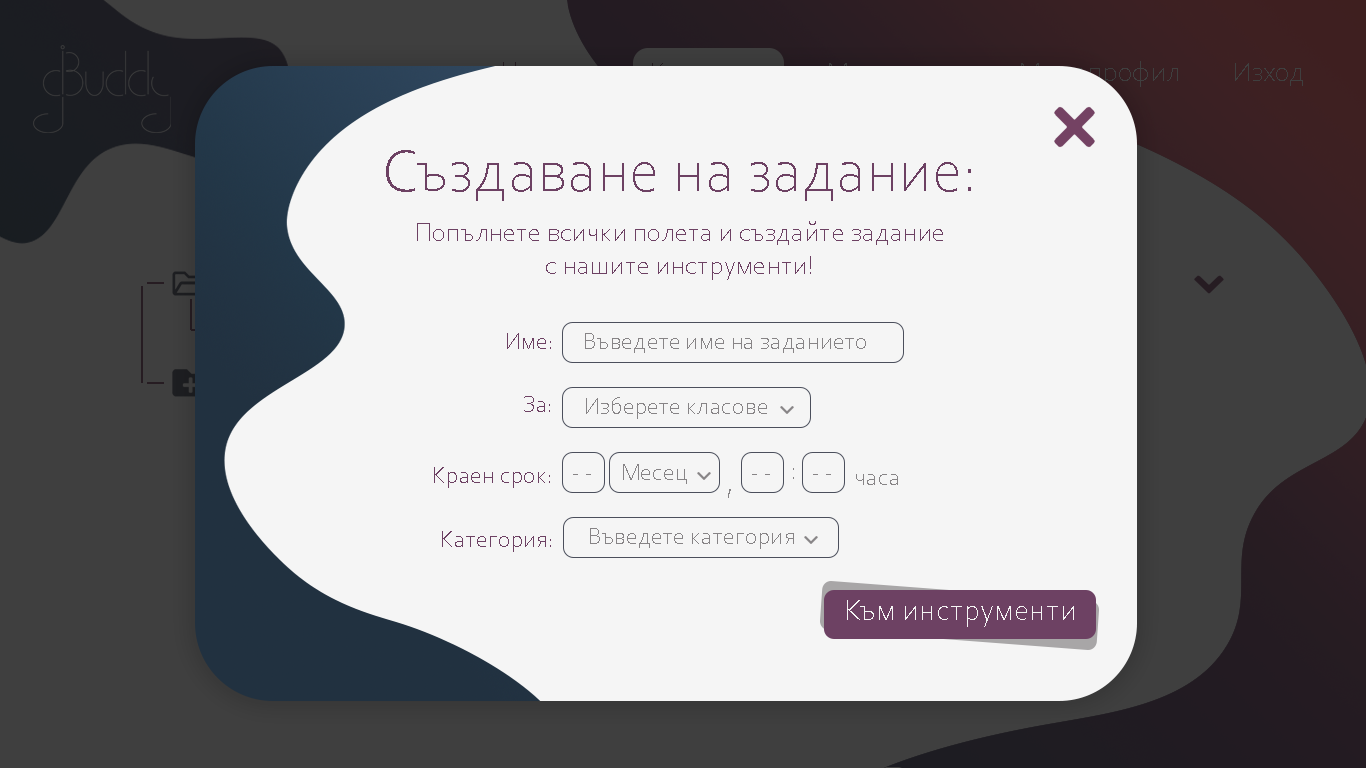 Buddy
профил
Изход
Създаване на задание:
Попълнете всички полета и създайте задание
с нашите инструменти!
Име: Въведете име на заданието
За: Изберете класове
Краен срок: - - Месец , - - : - - часа
Категория: Въведете категория
Към инструменти